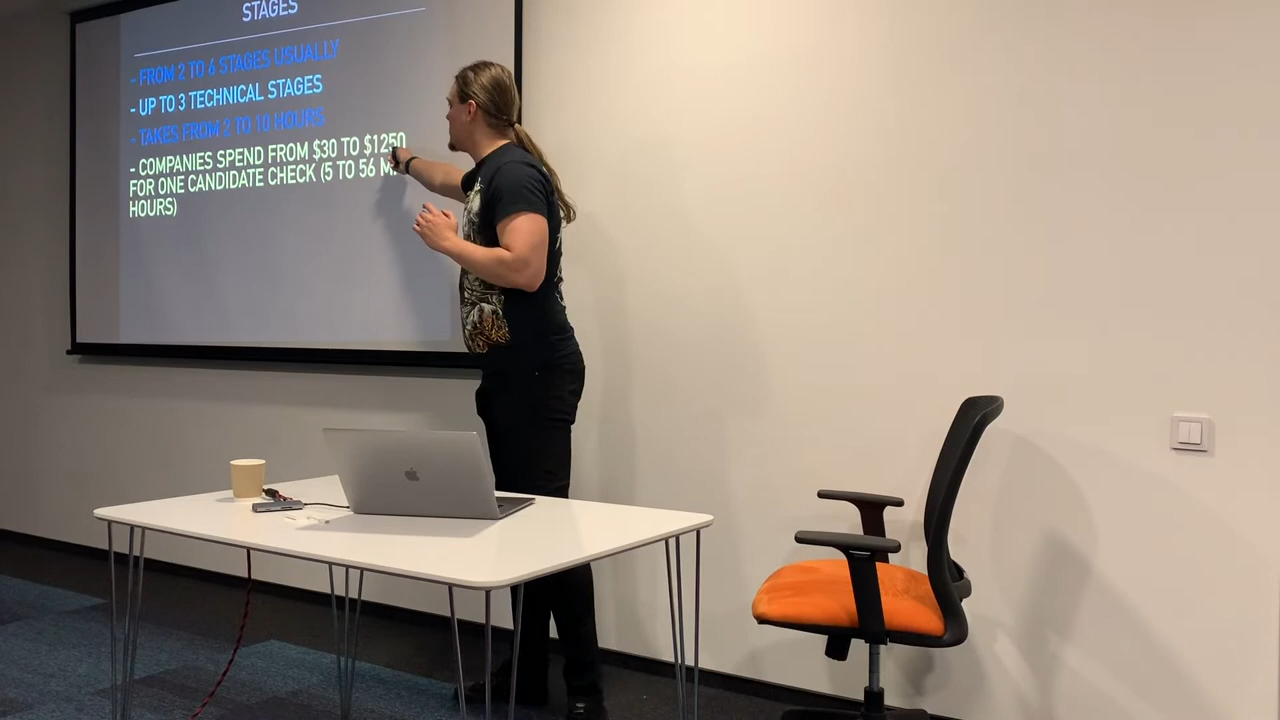 STAGES
- FROM 2 TO 6 STAGES USUALLY
- UP TO 3 TECHNICAL STAGES
- TAKES FROM 2 TO 10 HOURS
- COMPANIES SPEND FROM $30 TO $1250
FOR ONE CANDIDATE CHECK (5 TO 56
HOURS)